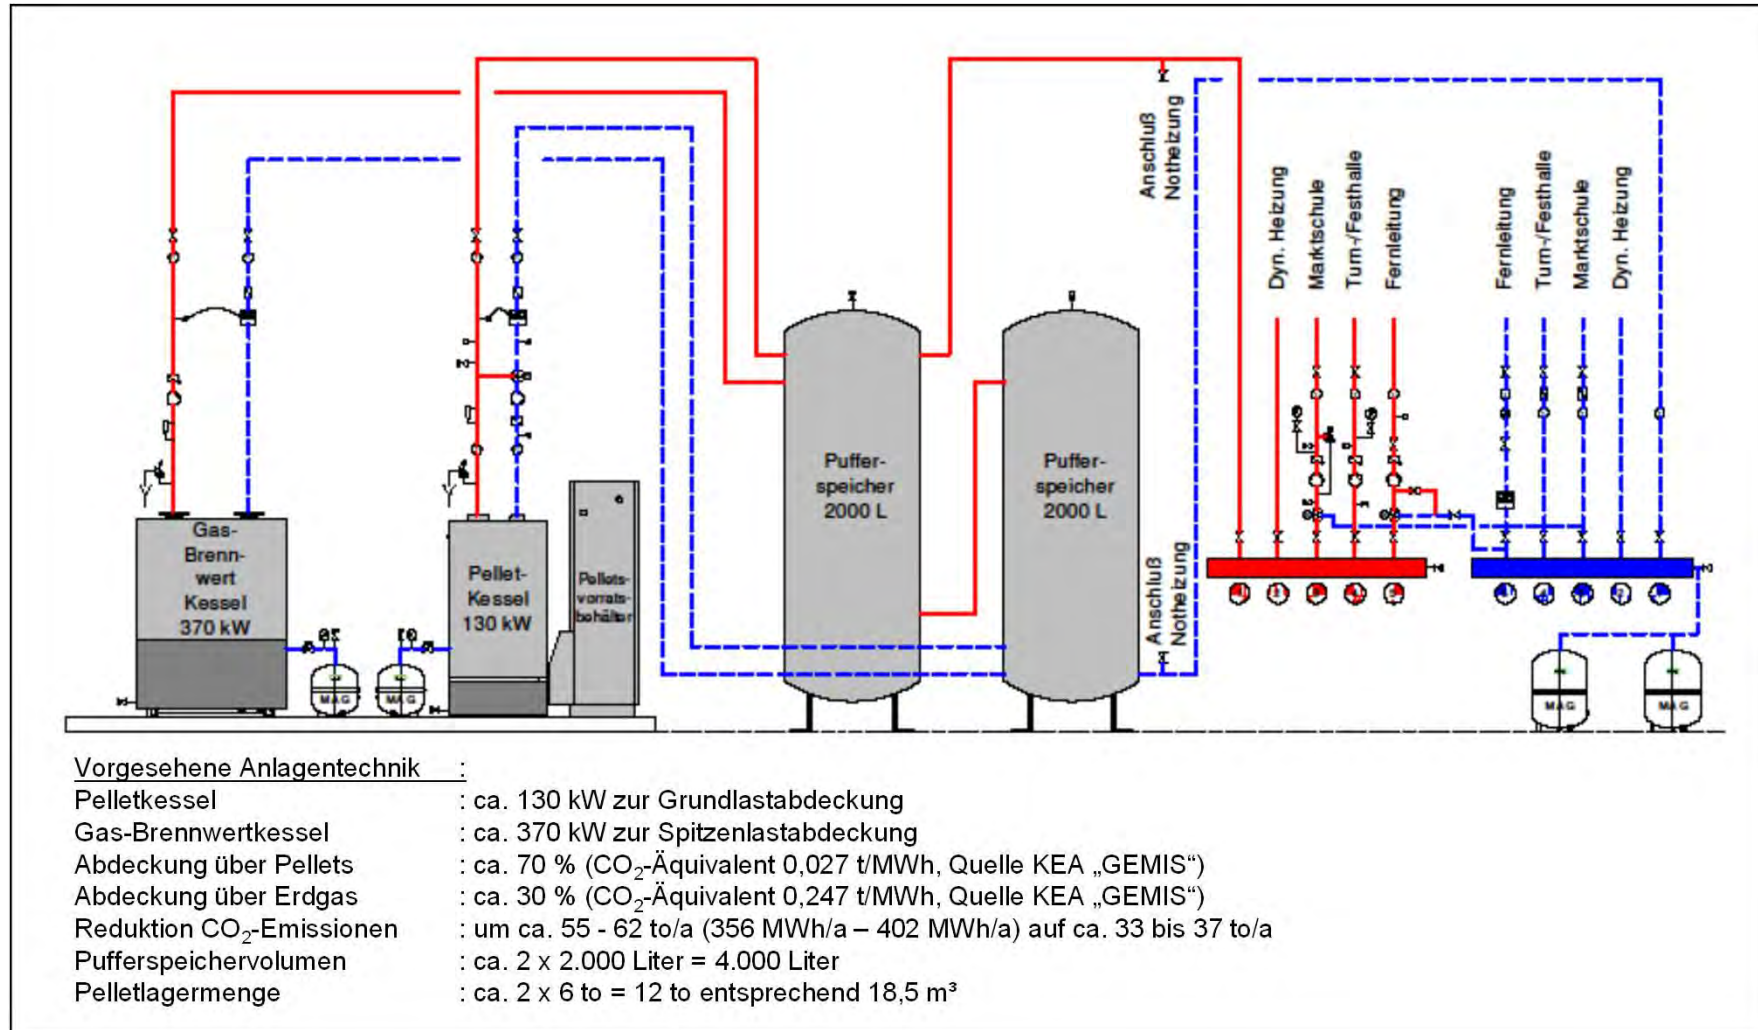 Anschluß
Notheizung
Dyn. Heizung
Marktschule
Turn-/Festhalle
Fernleitung
Fernleitung
Turn-/Festhalle
Marktschule
Dyn. Heizung
Gas-
Brenn-
wert
Kessel
370 kW
Pellet-
Kessel
130 kW
Pellets-
vorrats-
behälter
Puffer-
speicher
2000 L
Puffer-
speicher
2000 L
Anschluß
Notheizung
MAG
MAG
MAG
MAG
Vorgesehene Anlagentechnik :
Pelletkessel : ca. 130 kW zur Grundlastabdeckung
Gas-Brennwertkessel : ca. 370 kW zur Spitzenlastabdeckung
Abdeckung über Pellets : ca. 70 % (CO₂-Äquivalent 0,027 t/MWh, Quelle KEA „GEMIS“)
Abdeckung über Erdgas : ca. 30 % (CO₂-Äquivalent 0,247 t/MWh, Quelle KEA „GEMIS“)
Reduktion CO₂-Emissionen : um ca. 55 - 62 to/a (356 MWh/a – 402 MWh/a) auf ca. 33 bis 37 to/a
Pufferspeichervolumen : ca. 2 x 2.000 Liter = 4.000 Liter
Pelletlagermenge : ca. 2 x 6 to = 12 to entsprechend 18,5 m³